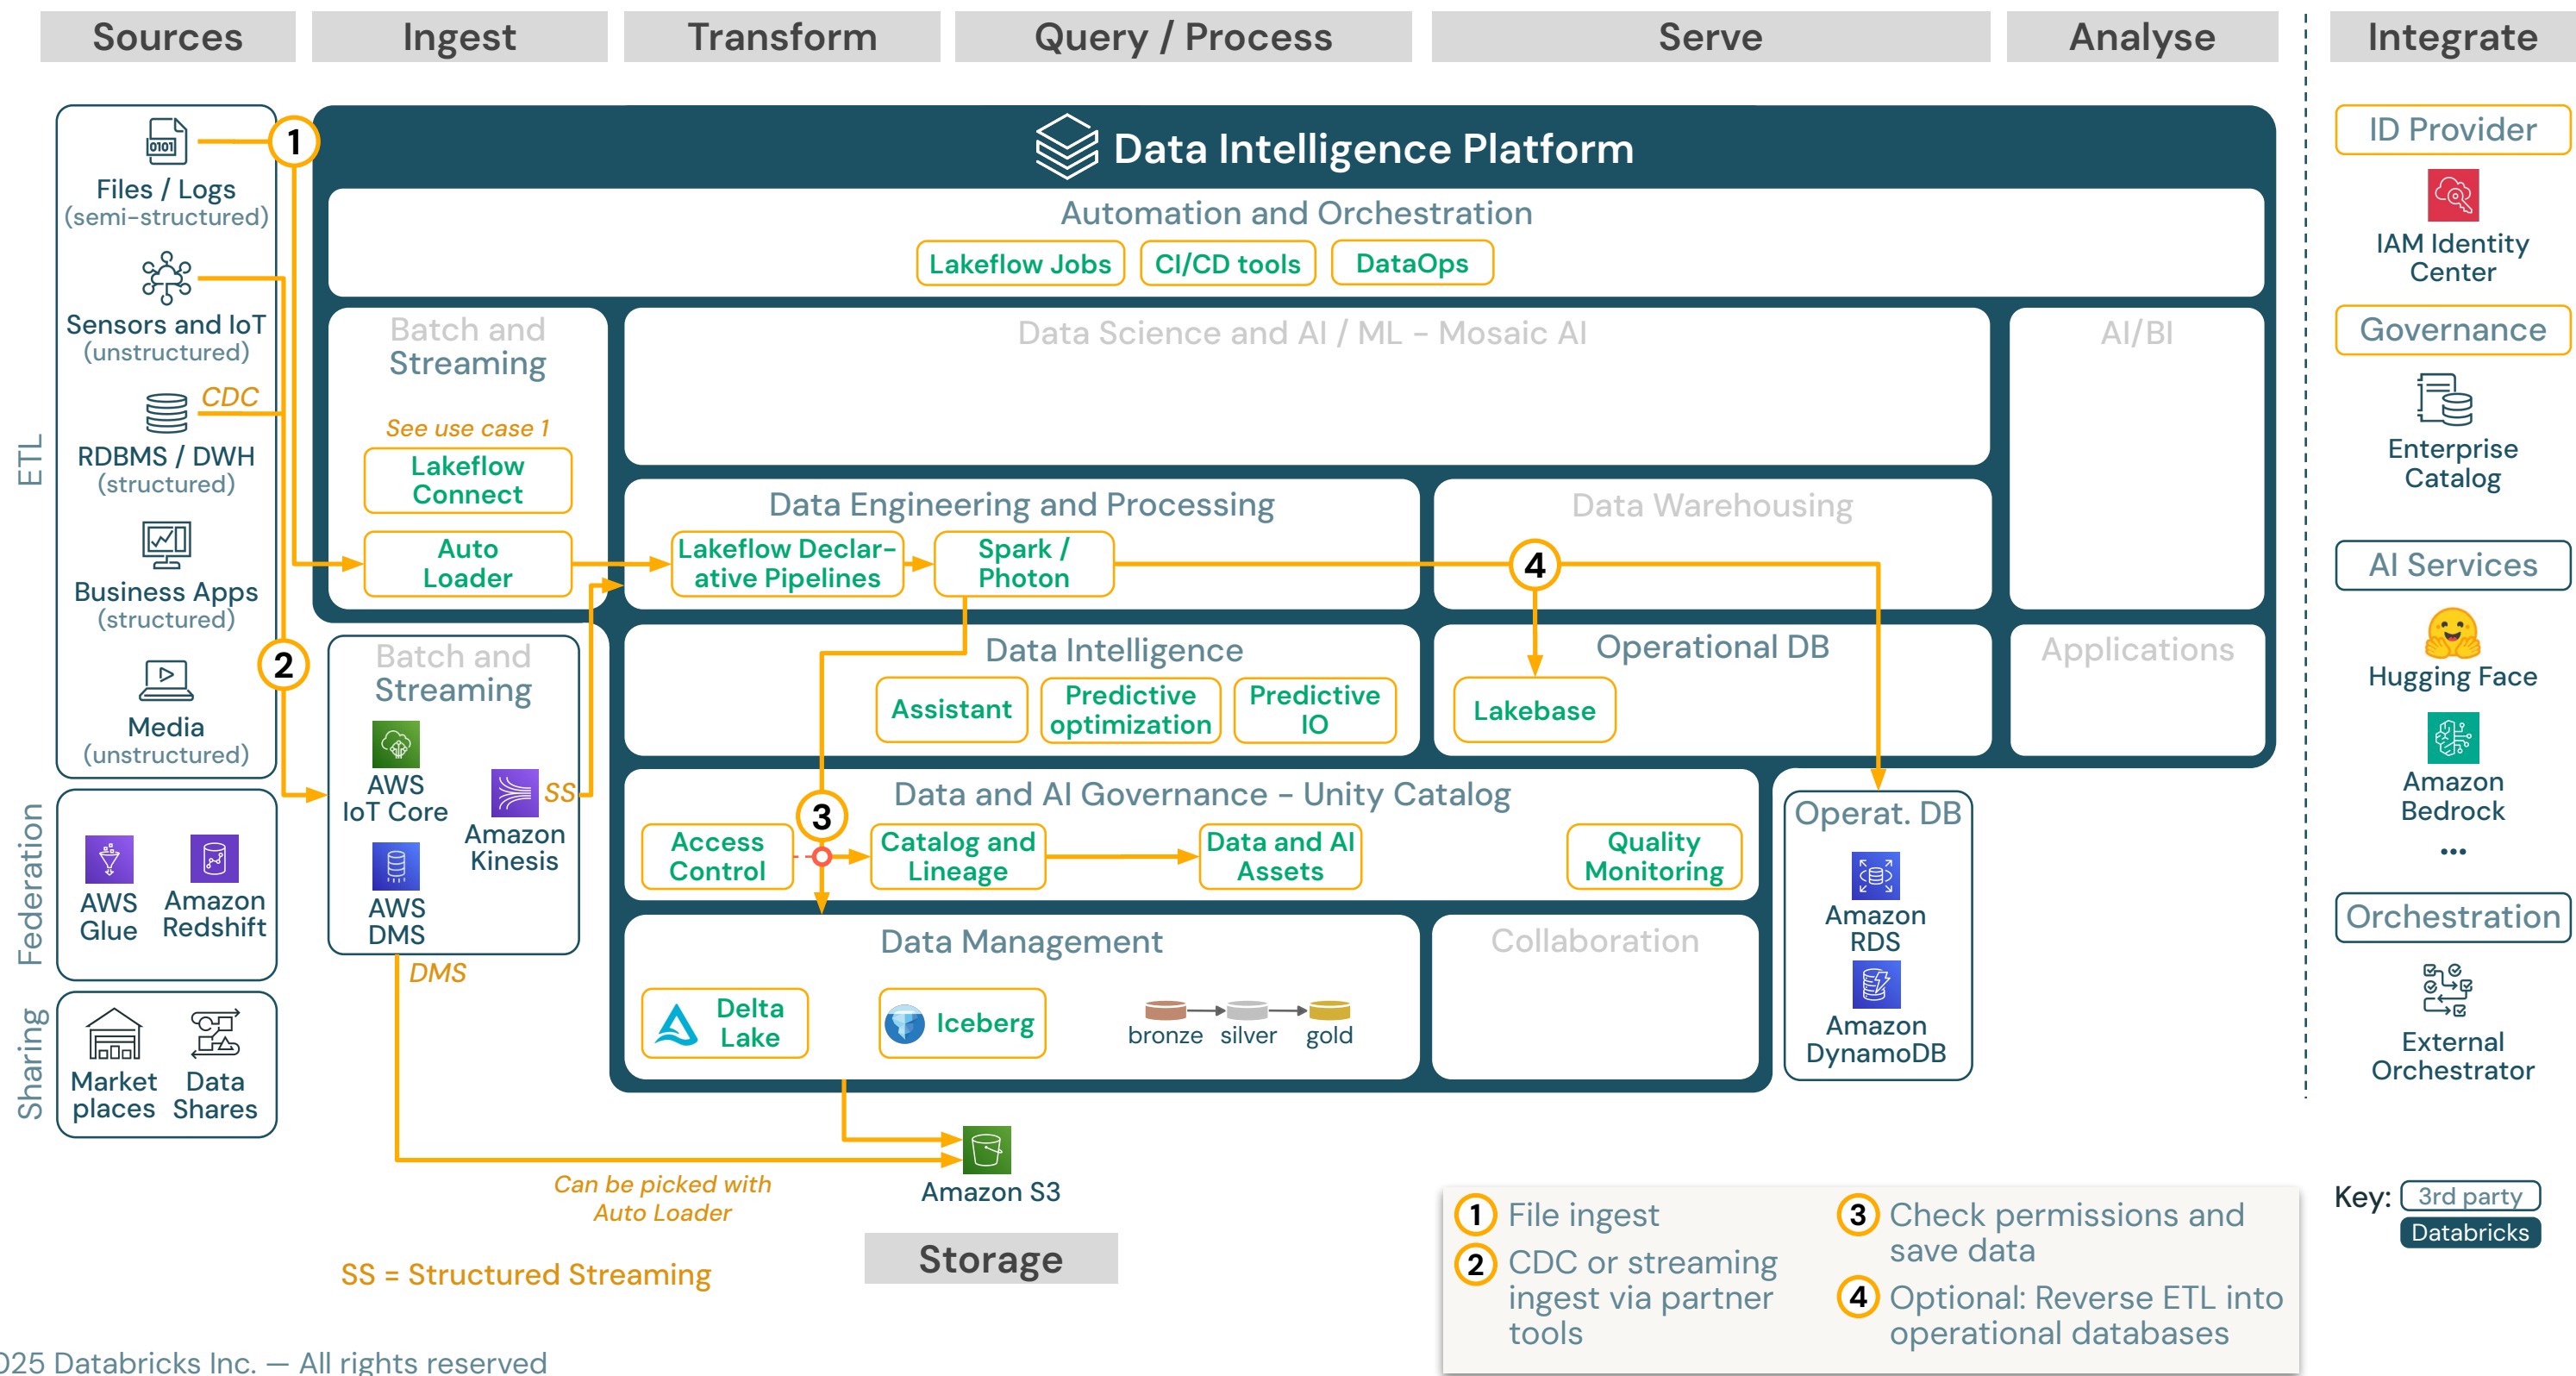 Sources
Ingest
Transform
Query / Process
Serve
Analyse
Integrate
ETL
Files / Logs
(semi-structured)
Sensors and IoT
(unstructured)
CDC
RDBMS / DWH
(structured)
Business Apps
(structured)
Media
(unstructured)
Federation
AWS
Glue
Amazon
Redshift
Sharing
Market
places
Data
Shares
1
2
Data Intelligence Platform
Automation and Orchestration
Lakeflow Jobs
CI/CD tools
DataOps
Batch and
Streaming
See use case 1
Lakeflow
Connect
Auto
Loader
Data Science and AI / ML - Mosaic AI
AI/BI
Data Engineering and Processing
Lakeflow Declar-
ative Pipelines
Spark /
Photon
Data Warehousing
4
Batch and
Streaming
AWS
IoT Core
Amazon
Kinesis
SS
AWS
DMS
DMS
Data Intelligence
Assistant
Predictive
optimization
Predictive
IO
Operational DB
Lakebase
Applications
Data and AI Governance - Unity Catalog
3
Access
Control
Catalog and
Lineage
Data and AI
Assets
Quality
Monitoring
Operat. DB
Amazon
RDS
Amazon
DynamoDB
Data Management
Delta
Lake
Iceberg
bronze
silver
gold
Collaboration
Can be picked with
Auto Loader
Amazon S3
Storage
SS = Structured Streaming
ID Provider
IAM Identity
Center
Governance
Enterprise
Catalog
AI Services
Hugging Face
Amazon
Bedrock
...
Orchestration
External
Orchestrator
Key:
3rd party
Databricks
1 File ingest
2 CDC or streaming
ingest via partner
tools
3 Check permissions and
save data
4 Optional: Reverse ETL into
operational databases
025 Databricks Inc. — All rights reserved
0101